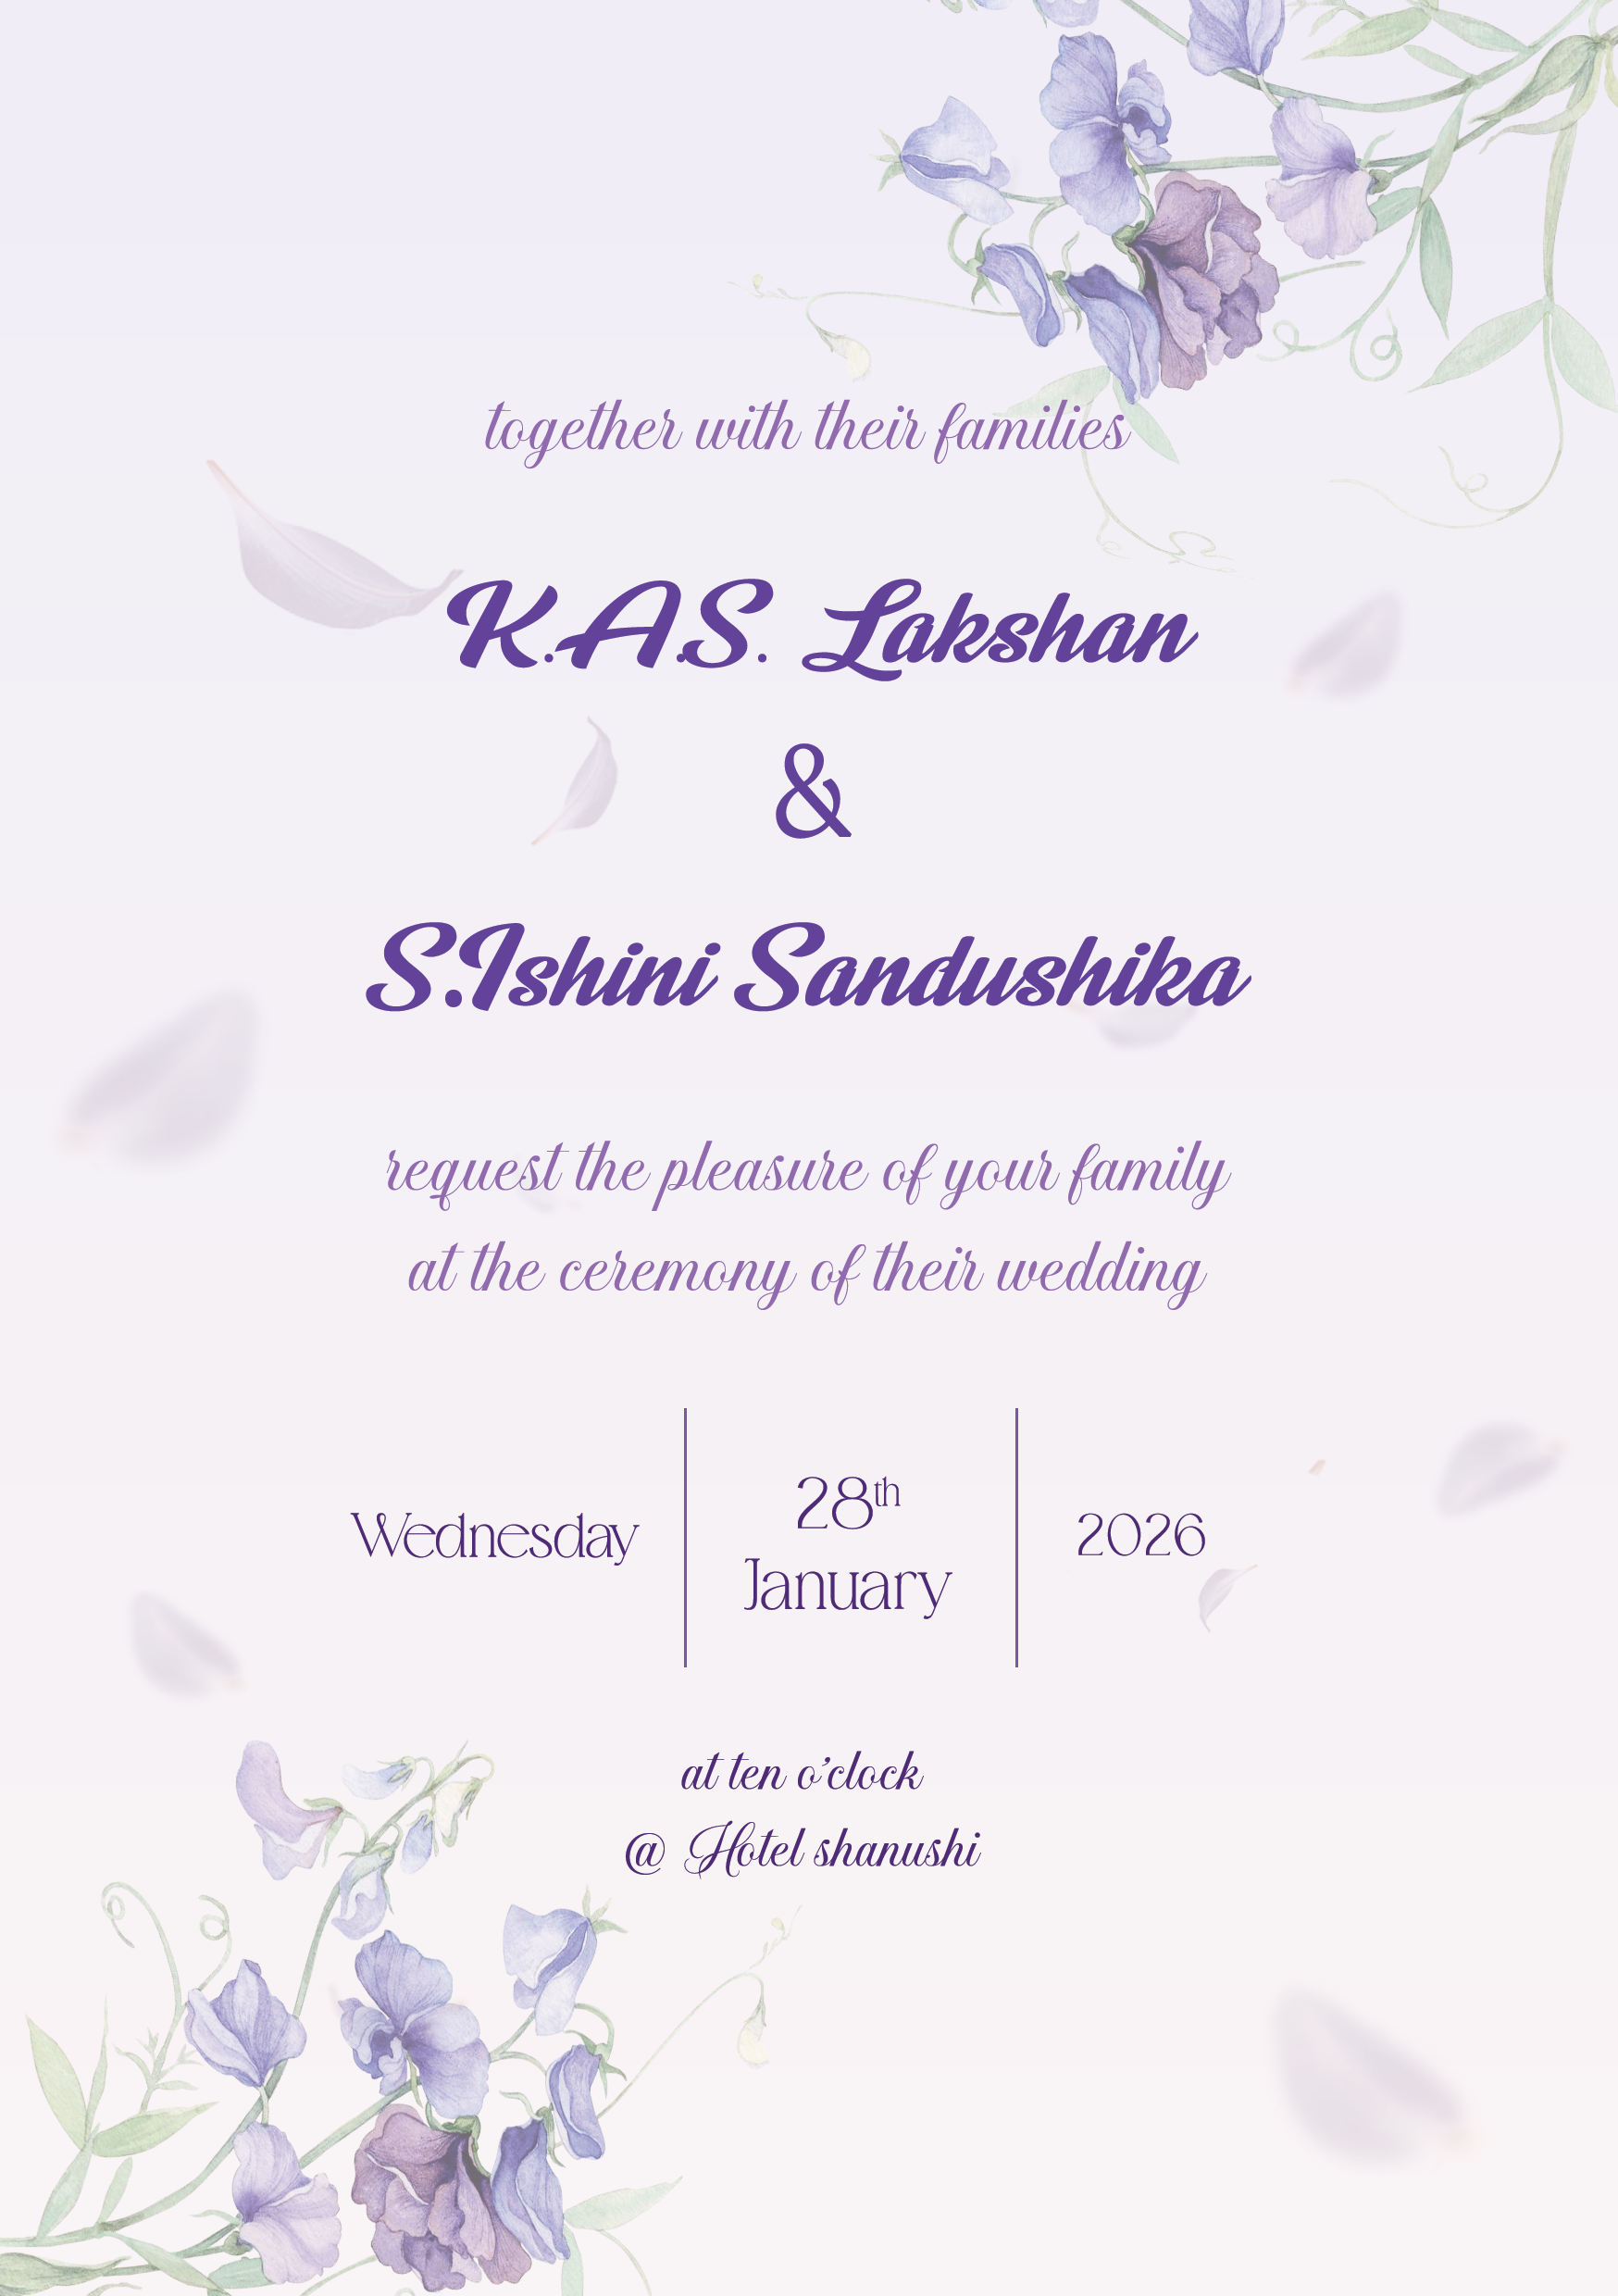 together with their families
K.A.S. Lakshan
&
S.Ishini Sandushika
request the pleasure of your family
at the ceremony of their wedding
Wednesday
28th
January
2026
at ten o’clock
@ Hotel shanushi